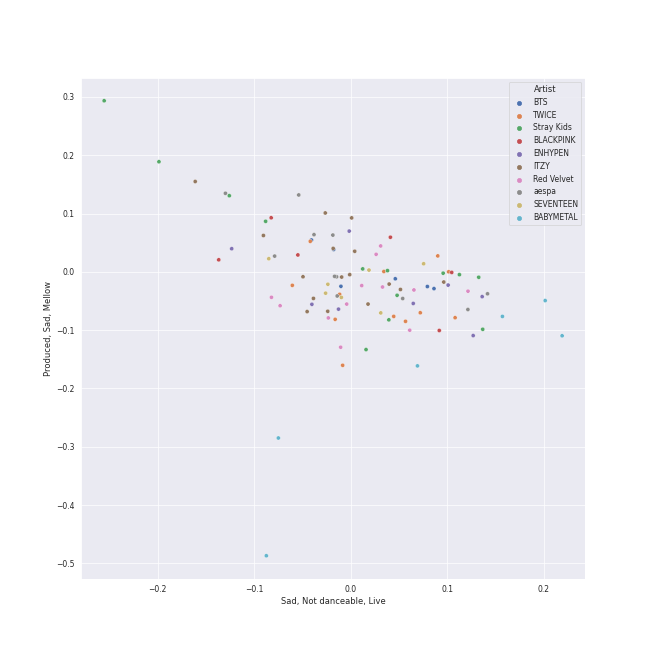 Artist
BTS
TWICE
Stray Kids
BLACKPINK
ENHYPEN
ITZY
Red Velvet
aespa
SEVENTEEN
BABYMETAL
0.3
0.2
0.1
0.0
−0.1
−0.2
−0.3
−0.4
−0.5
Produced, Sad, Mellow
−0.2 −0.1 0.0 0.1 0.2
Sad, Not danceable, Live